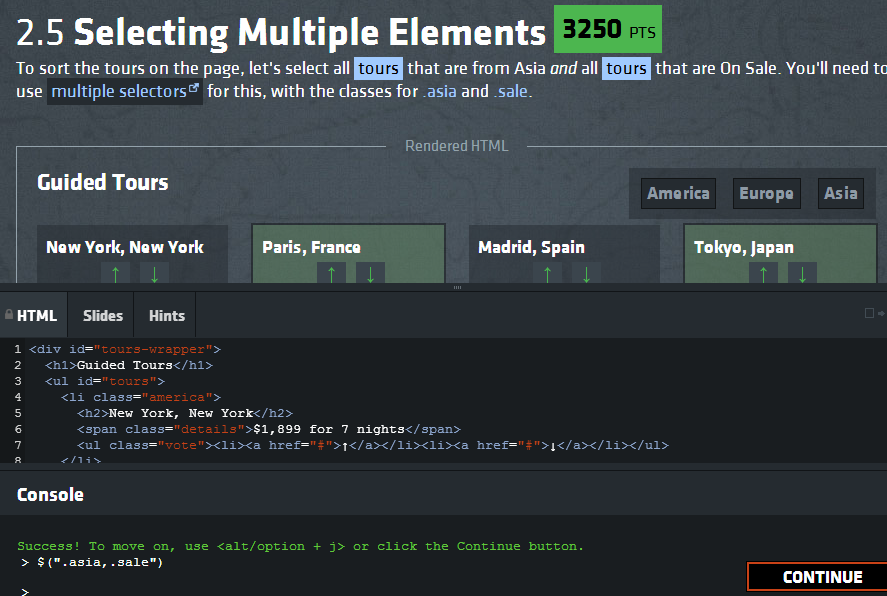 2.5 Selecting Multiple Elements 3250 PTS
To sort the tours on the page, let's select all tours that are from Asia and all tours that are On Sale. You'll need to
use multiple selectors for this, with the classes for .asia and .sale.
Rendered HTML
Guided Tours
America Europe Asia
New York, New York Paris, France Madrid, Spain Tokyo, Japan
↑ ↓ ↑ ↓ ↑ ↓ ↑ ↓
HTML Slides Hints
1 <div id="tours-wrapper">
2 <h1>Guided Tours</h1>
3 <ul id="tours">
4 <li class="america">
5 <h2>New York, New York</h2>
6 <span class="details">$1,899 for 7 nights</span>
7 <ul class="vote"><li><a href="#">↑</a></li><li><a href="#">↓</a></li></ul>
8 </li>
Console
Success! To move on, use <alt/option + j> or click the Continue button.
> $(".asia,.sale")
CONTINUE
>